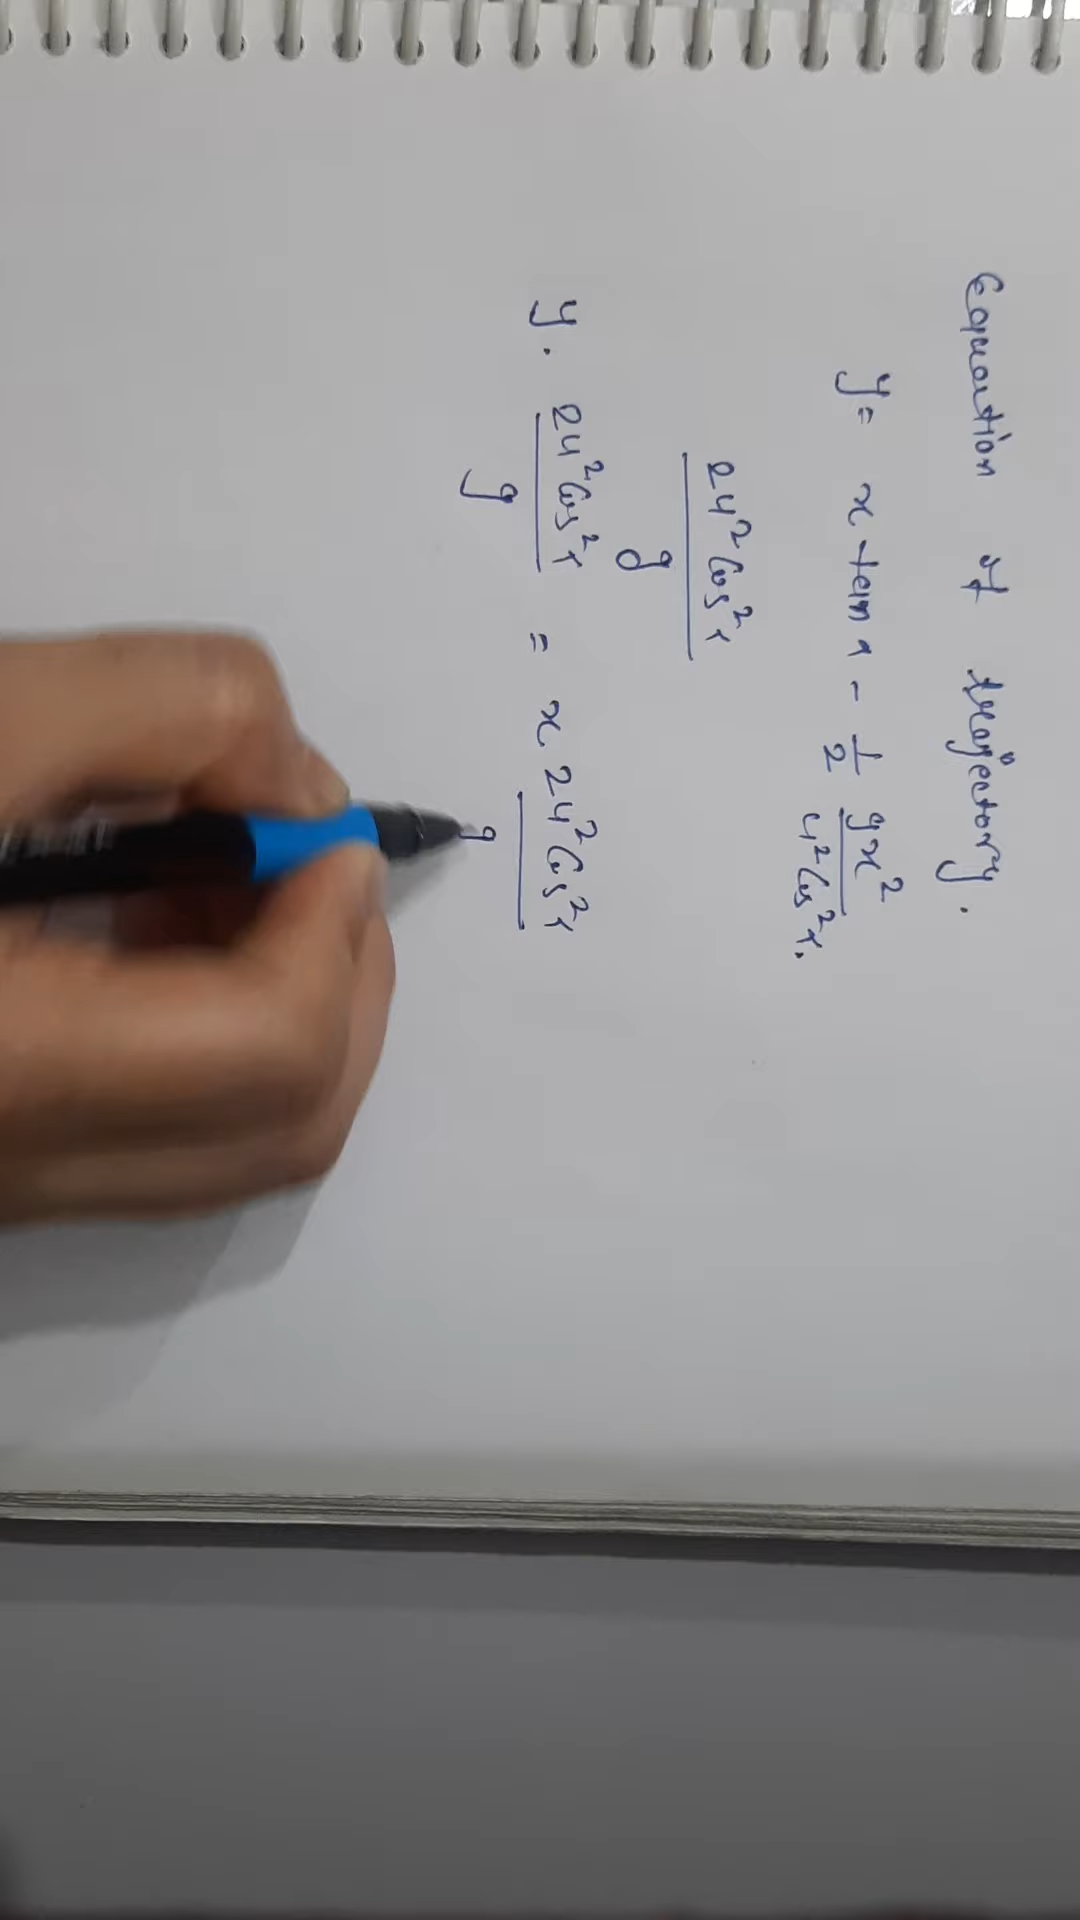 Equation of trajectory.
y = x tan α - 1/2 gx²/u²cos²α.
2u²cos²α/g
y. 2u²cos²α/g = x 2u²cos²α/g